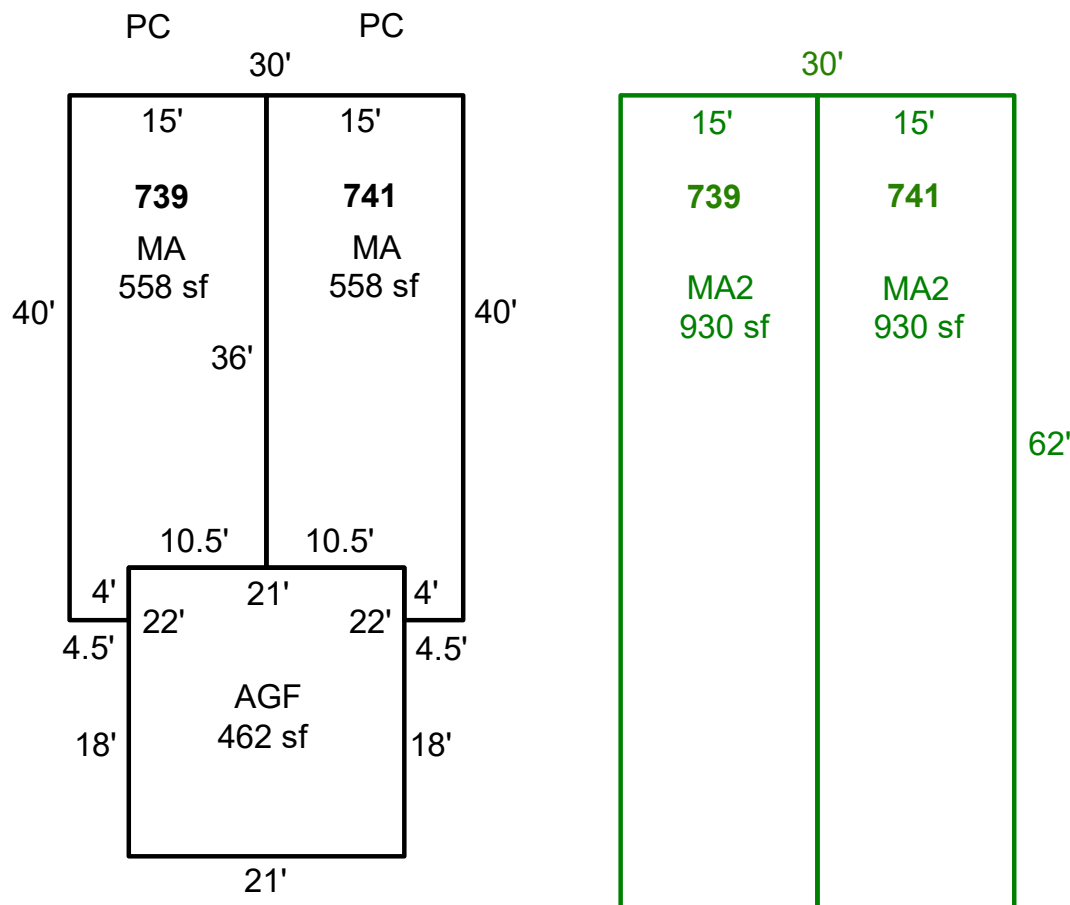 PC PC
30' 30'
15' 15' 15' 15'
739 741 739 741
MA MA
558 sf 558 sf
MA2 MA2
930 sf 930 sf
40' 40'
36'
62'
10.5' 10.5'
4' 21' 4'
22' 22'
4.5' 4.5'
AGF
462 sf
18' 18'
21'